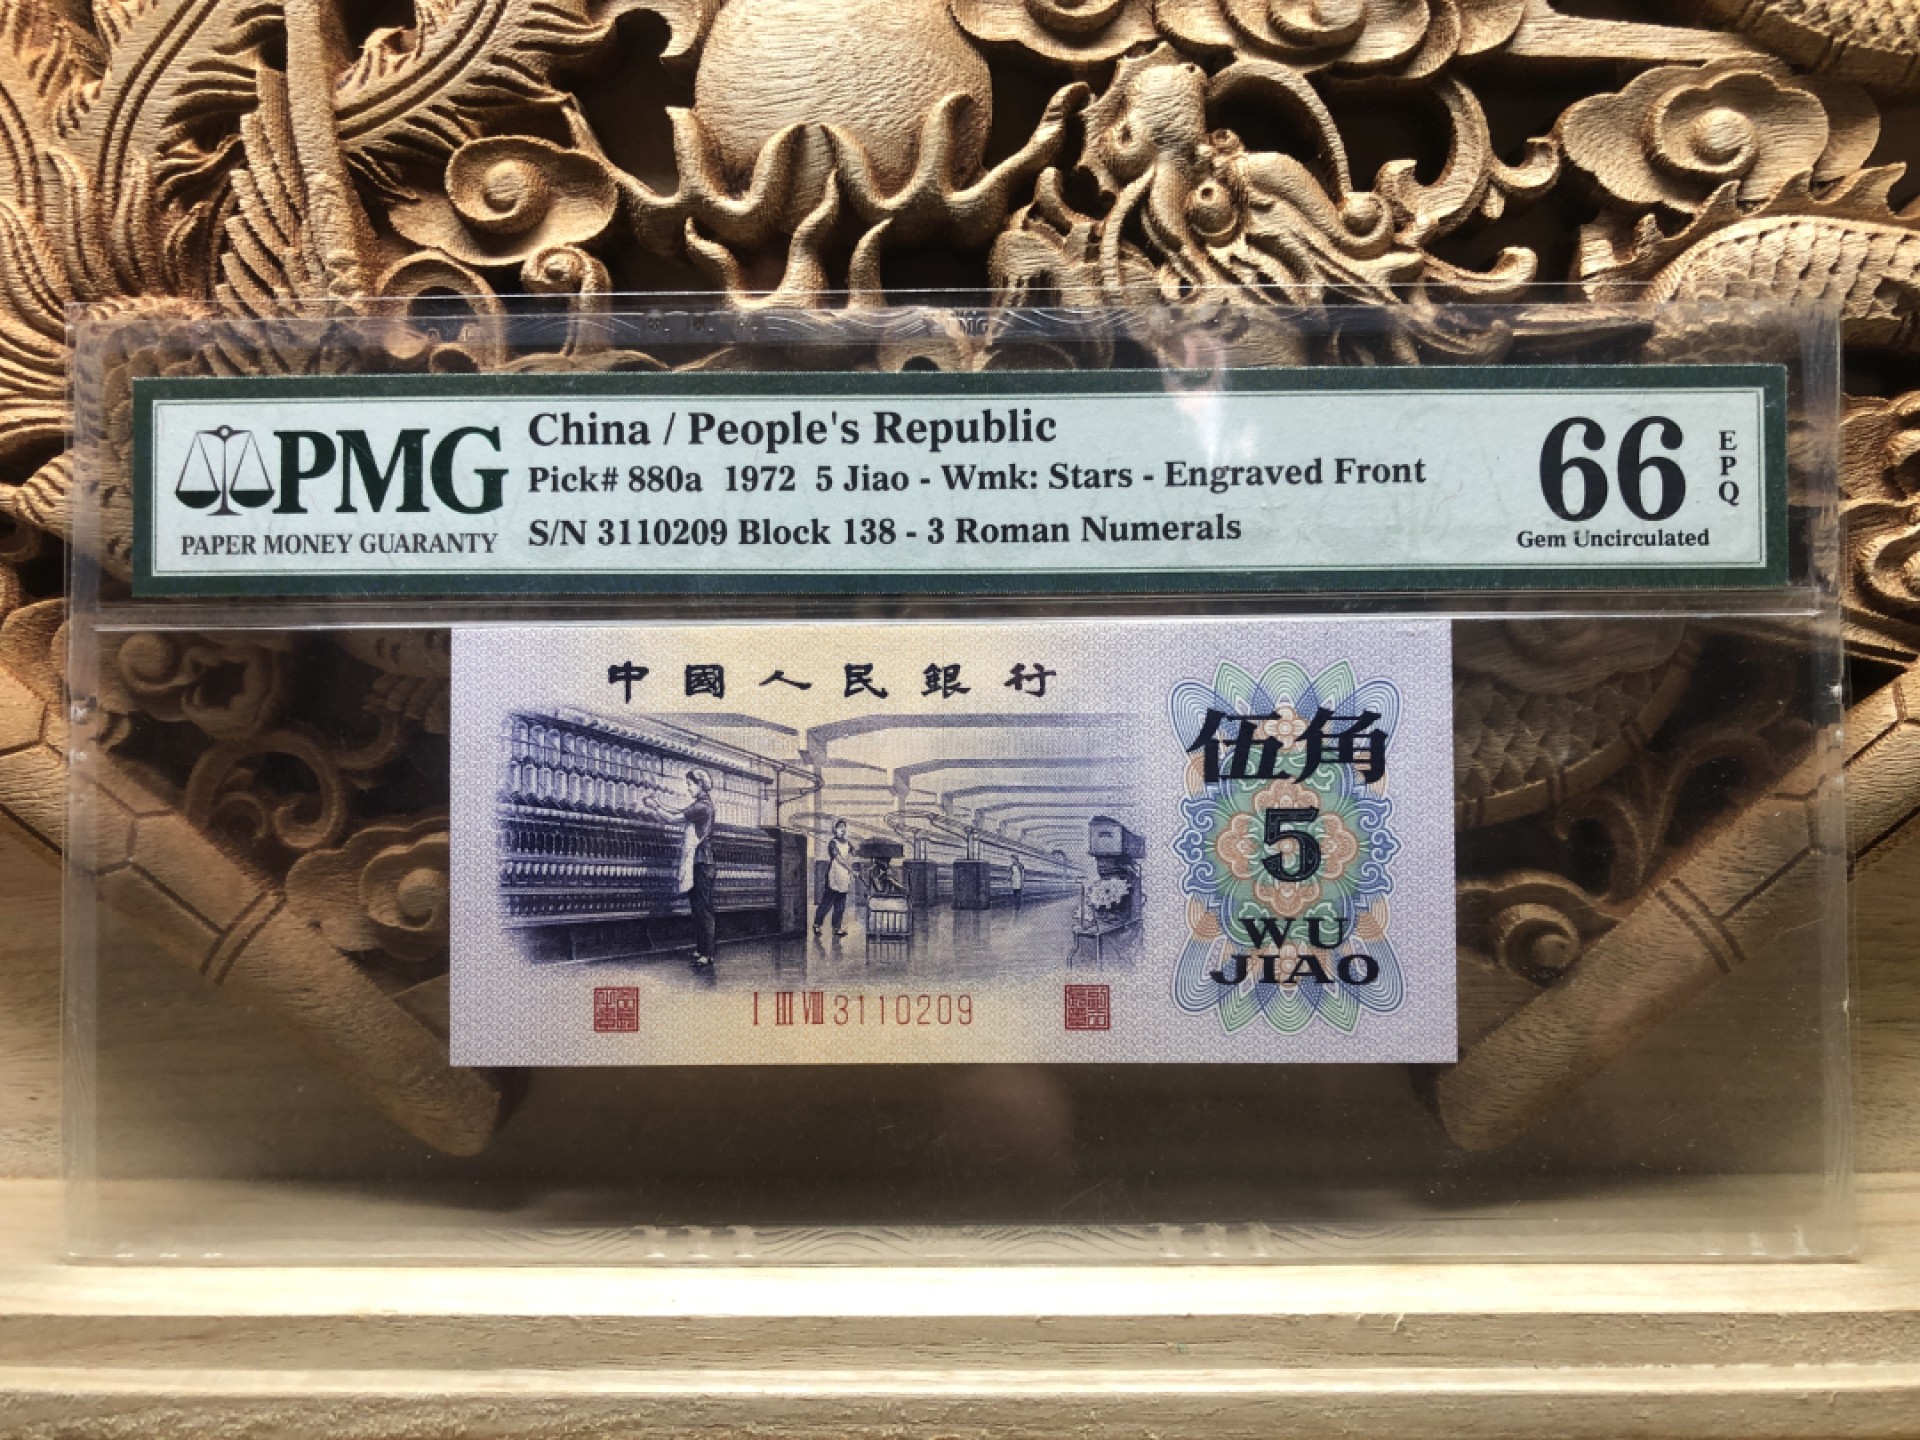 PMG
PAPER MONEY GUARANTY
China / People's Republic
Pick# 880a 1972 5 Jiao - Wmk: Stars - Engraved Front
S/N 3110209 Block 138 - 3 Roman Numerals
66 EPQ
Gem Uncirculated
中國人民銀行
伍角
5
WU
JIAO
I III VIII 3110209